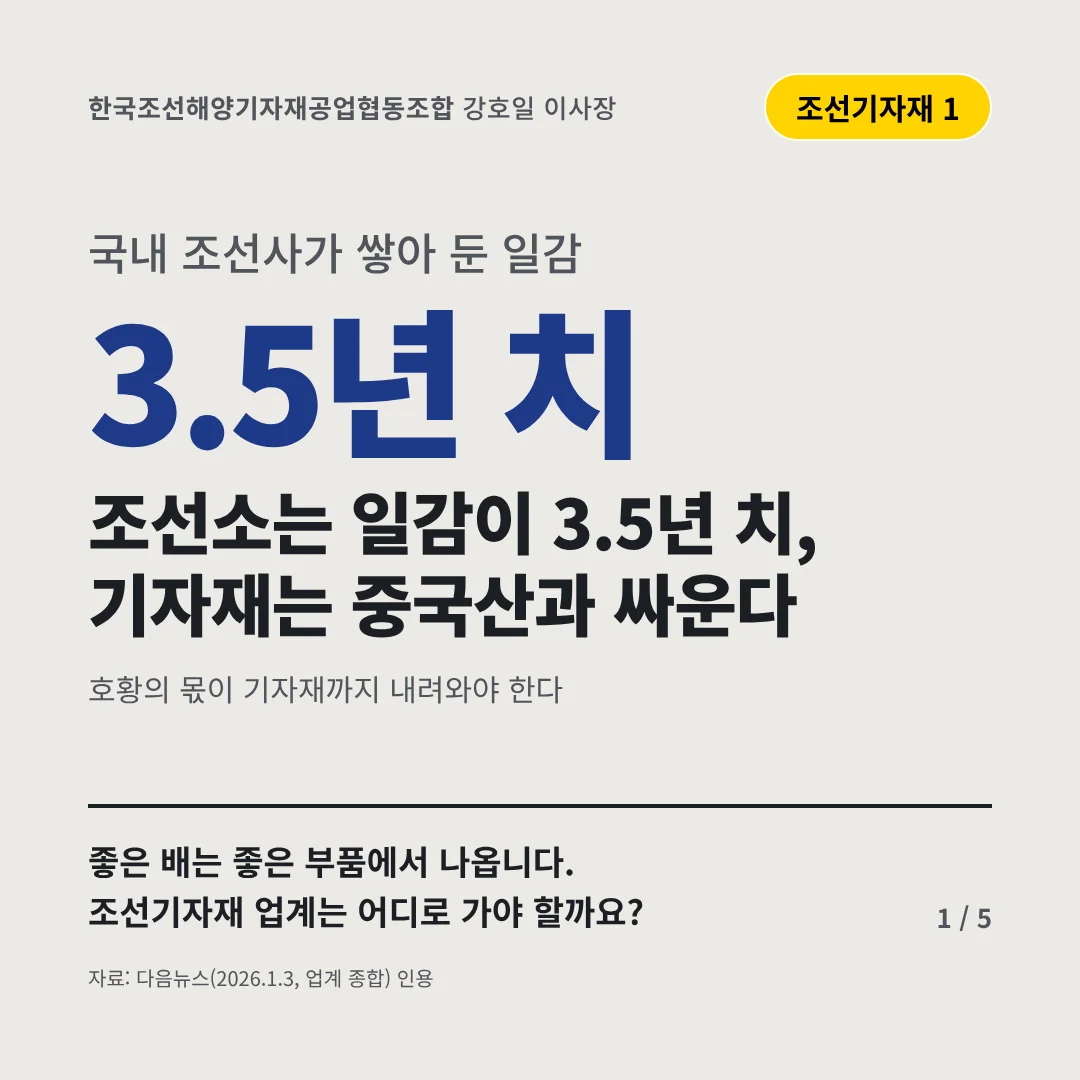 한국조선해양기자재공업협동조합 강호일 이사장
조선기자재 1
국내 조선사가 쌓아 둔 일감
3.5년 치
조선소는 일감이 3.5년 치,
기자재는 중국산과 싸운다
호황의 몫이 기자재까지 내려와야 한다
좋은 배는 좋은 부품에서 나옵니다.
조선기자재 업계는 어디로 가야 할까요?
1 / 5
자료: 다음뉴스(2026.1.3, 업계 종합) 인용